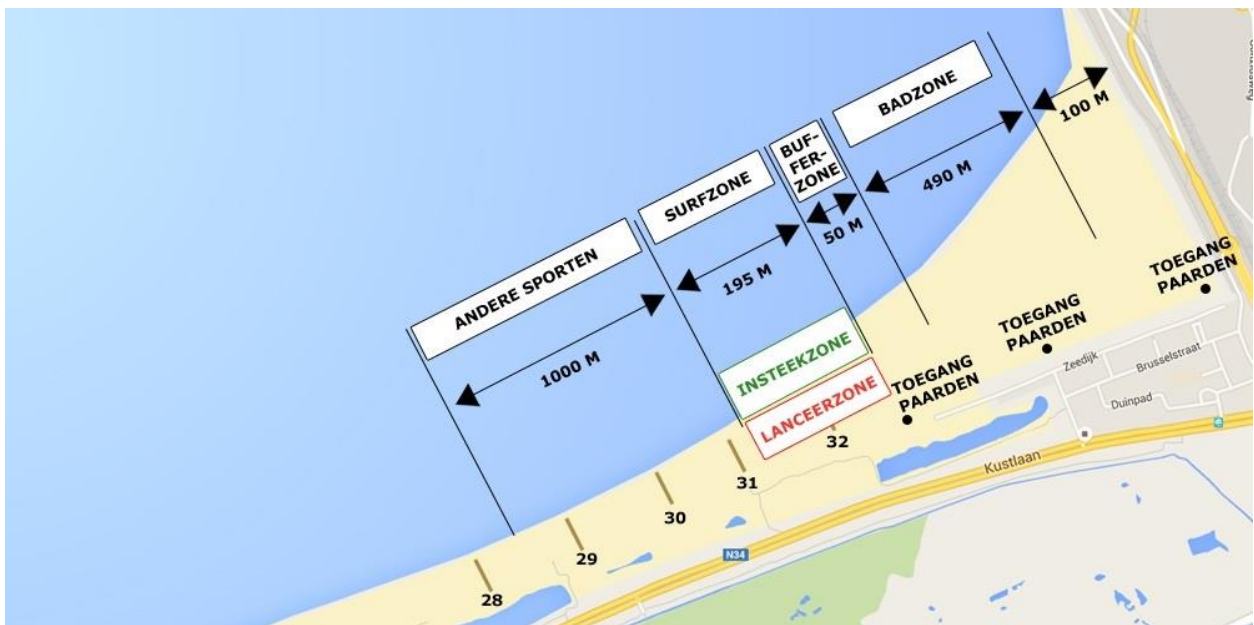 ANDERE SPORTEN
1000 M
SURFZONE
195 M
BUF-
FER-
ZONE
50 M
BADZONE
490 M
100 M
INSTEEKZONE
LANCEERZONE
TOEGANG
PAARDEN
TOEGANG
PAARDEN
TOEGANG
PAARDEN
Zeedijk
Brusselstraat
Duinpad
Kustlaan
N34
28
29
30
31
32